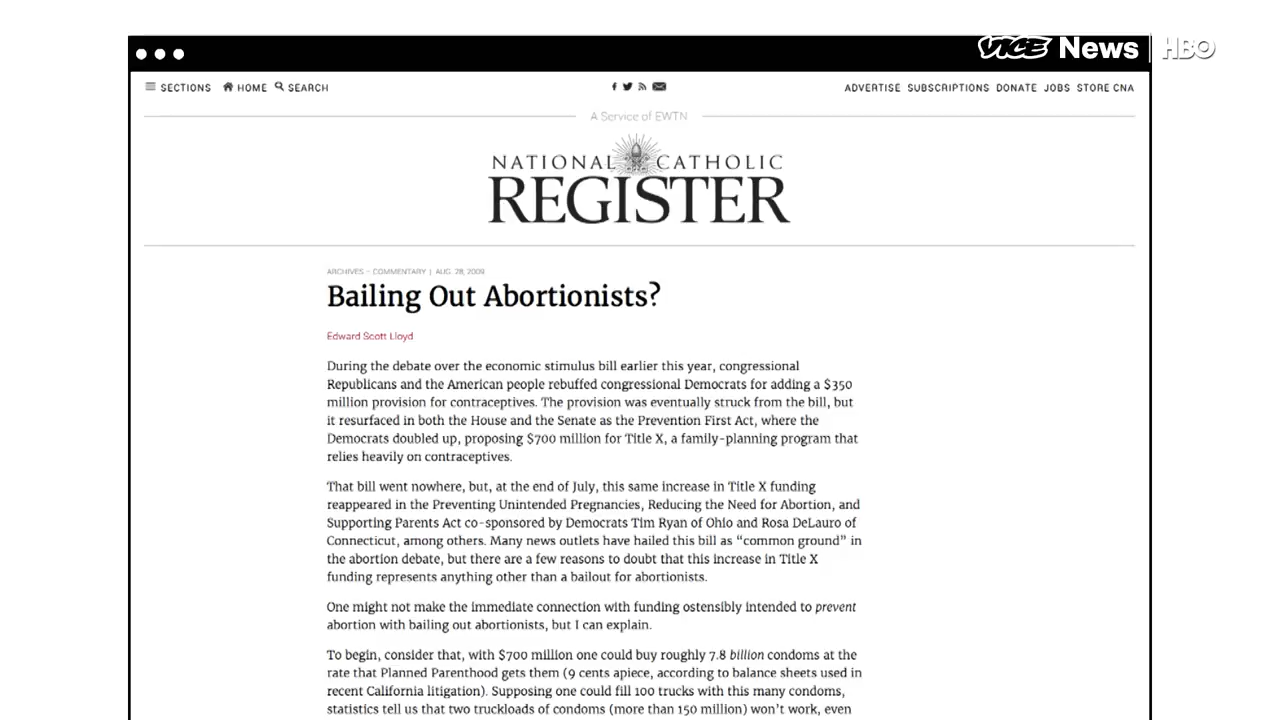 VICE News | HBO
SECTIONS HOME SEARCH ADVERTISE SUBSCRIPTIONS DONATE JOBS STORE CNA
A Service of EWTN
NATIONAL CATHOLIC
REGISTER
ARCHIVES – COMMENTARY | AUG. 28, 2009
Bailing Out Abortionists?
Edward Scott Lloyd
During the debate over the economic stimulus bill earlier this year, congressional
Republicans and the American people rebuffed congressional Democrats for adding a $350
million provision for contraceptives. The provision was eventually struck from the bill, but
it resurfaced in both the House and the Senate as the Prevention First Act, where the
Democrats doubled up, proposing $700 million for Title X, a family-planning program that
relies heavily on contraceptives.
That bill went nowhere, but, at the end of July, this same increase in Title X funding
reappeared in the Preventing Unintended Pregnancies, Reducing the Need for Abortion, and
Supporting Parents Act co-sponsored by Democrats Tim Ryan of Ohio and Rosa DeLauro of
Connecticut, among others. Many news outlets have hailed this bill as “common ground” in
the abortion debate, but there are a few reasons to doubt that this increase in Title X
funding represents anything other than a bailout for abortionists.
One might not make the immediate connection with funding ostensibly intended to prevent
abortion with bailing out abortionists, but I can explain.
To begin, consider that, with $700 million one could buy roughly 7.8 billion condoms at the
rate that Planned Parenthood gets them (9 cents apiece, according to balance sheets used in
recent California litigation). Supposing one could fill 100 trucks with this many condoms,
statistics tell us that two truckloads of condoms (more than 150 million) won’t work, even